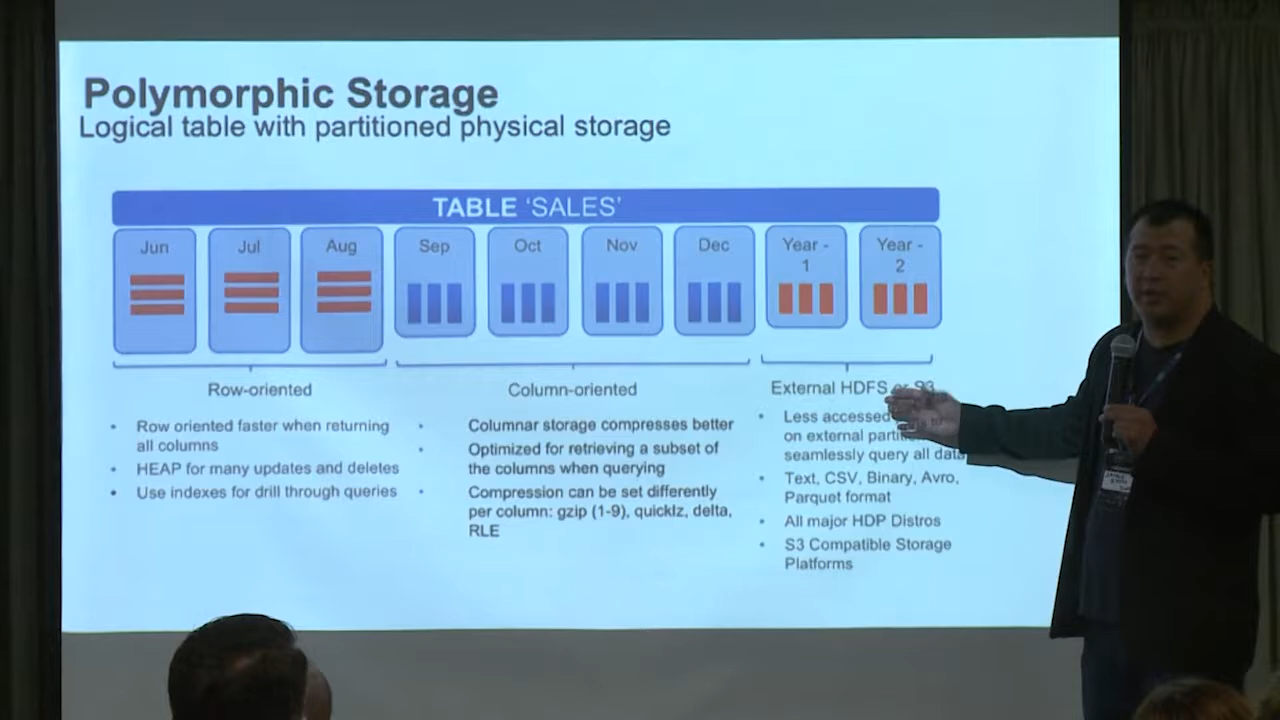 Polymorphic Storage
Logical table with partitioned physical storage
TABLE 'SALES'
Jun
Jul
Aug
Sep
Oct
Nov
Dec
Year -
1
Year -
2
Row-oriented
• Row oriented faster when returning
all columns
• HEAP for many updates and deletes
• Use indexes for drill through queries
Column-oriented
• Columnar storage compresses better
• Optimized for retrieving a subset of
the columns when querying
• Compression can be set differently
per column: gzip (1-9), quicklz, delta,
RLE
External HDFS or S3
• Less accessed
on external
seamlessly query all data
• Text, CSV, Binary, Avro,
Parquet format
• All major HDP Distros
• S3 Compatible Storage
Platforms